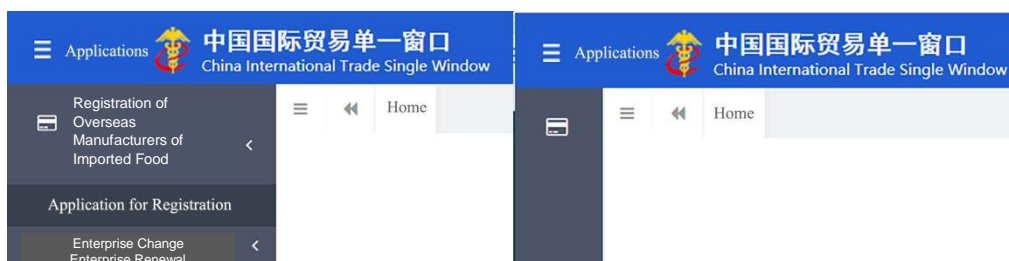 Applications
中国国际贸易单一窗口
China International Trade Single Window
Registration of
Overseas
Manufacturers of
Imported Food
Home
Application for Registration
Enterprise Change
Enterprise Renewal
Applications
中国国际贸易单一窗口
China International Trade Single Window
Home